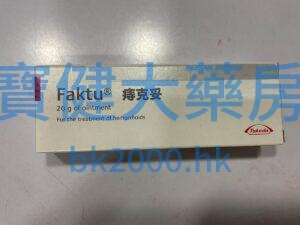 寶健大藥房
Faktu® 痔克妥
20 g of ointment
For the treatment of hemorrhoids
Takeda
bk2000.hk